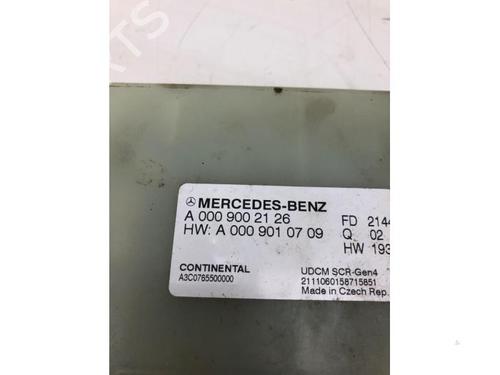 MERCEDES-BENZ
A 000 900 21 26 FD 2144
HW: A 000 901 07 09 Q 02
HW 193
CONTINENTAL UDCM SCR-Gen4
A3C0765500000 2111060158715851
Made in Czech Rep.